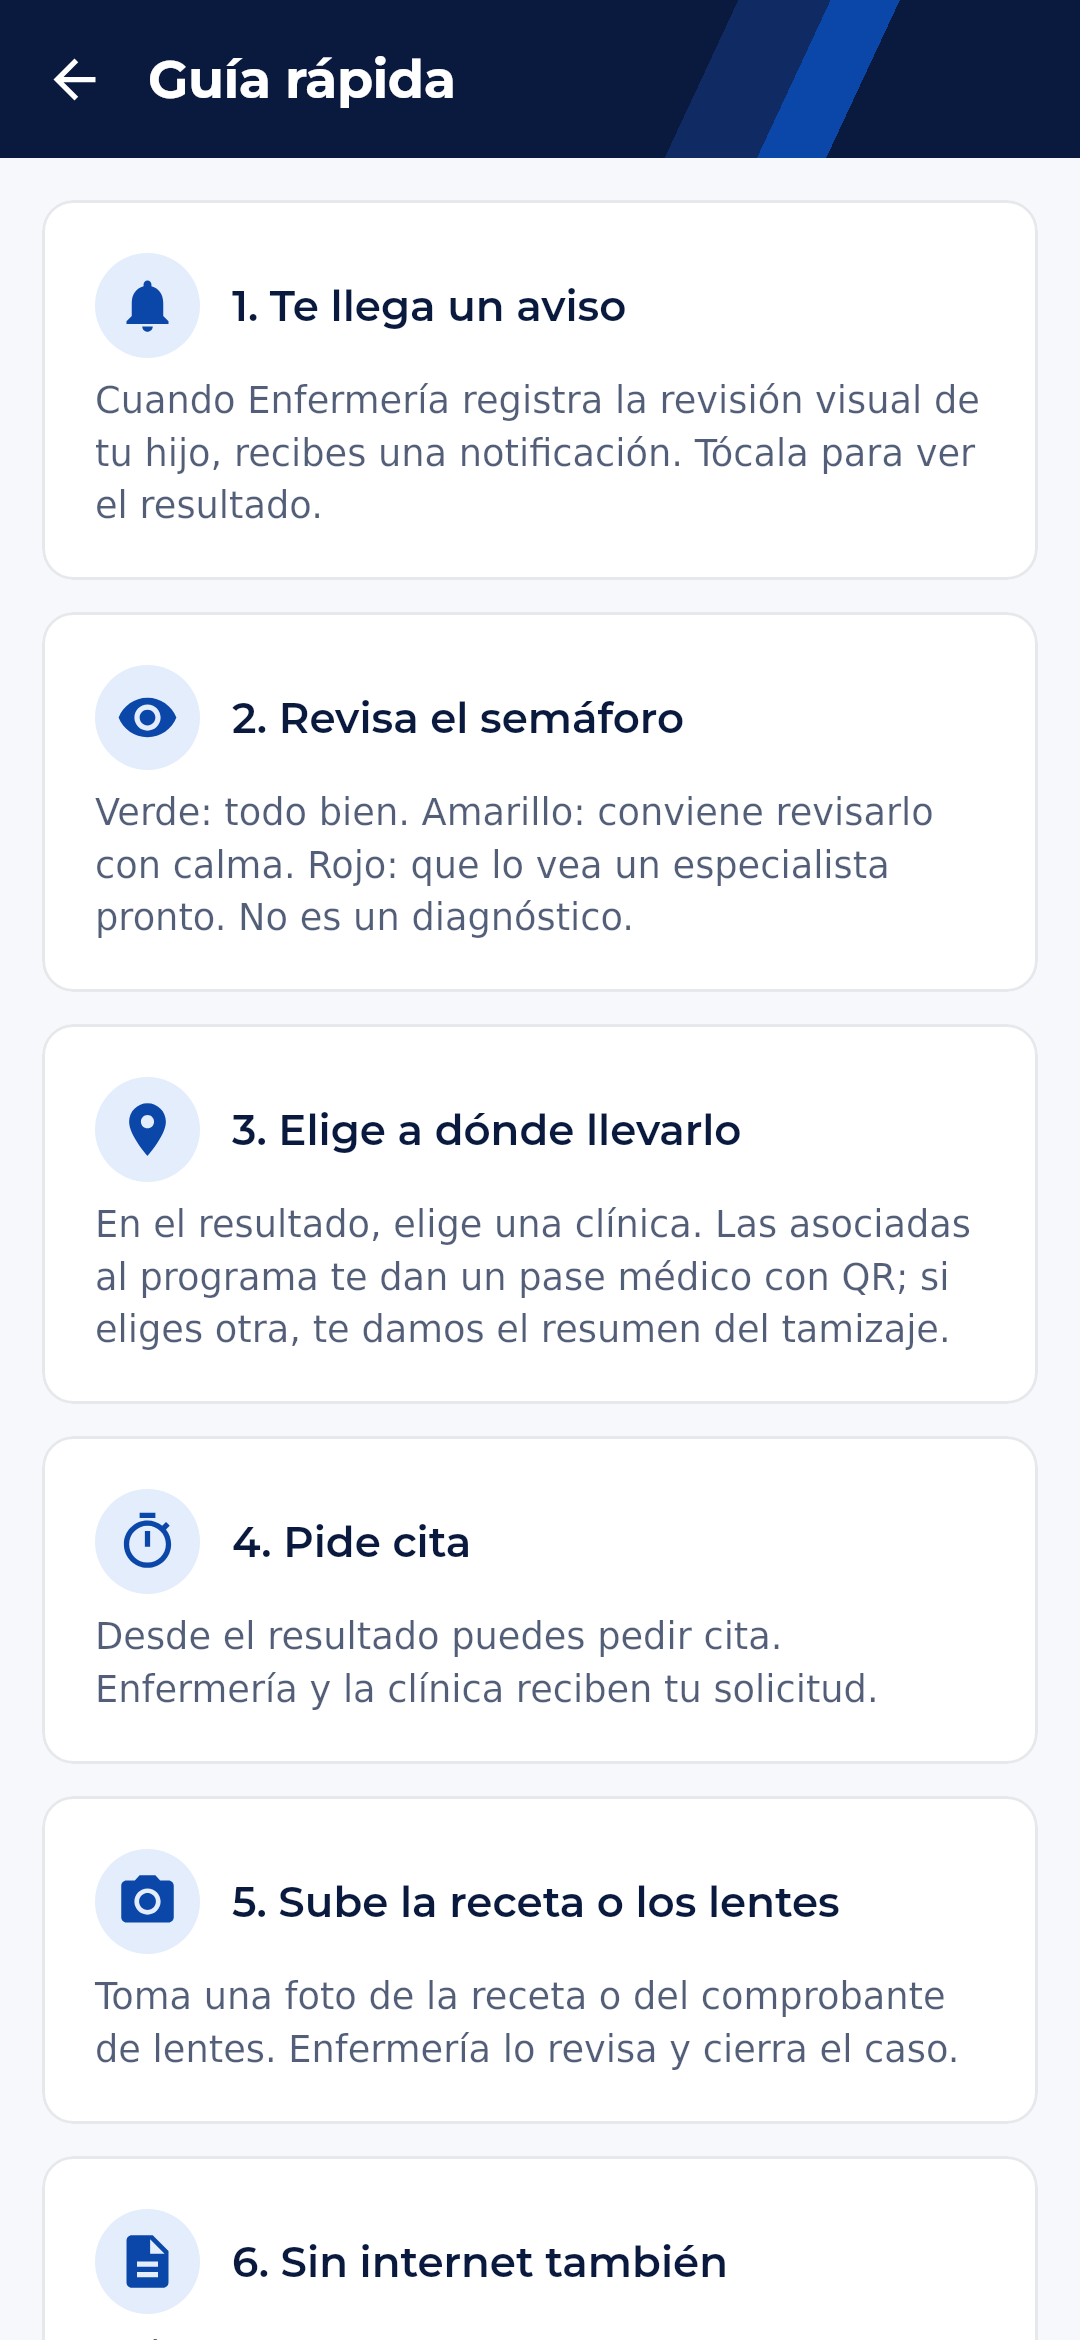 Guía rápida
1. Te llega un aviso
Cuando Enfermería registra la revisión visual de
tu hijo, recibes una notificación. Tócala para ver
el resultado.
2. Revisa el semáforo
Verde: todo bien. Amarillo: conviene revisarlo
con calma. Rojo: que lo vea un especialista
pronto. No es un diagnóstico.
3. Elige a dónde llevarlo
En el resultado, elige una clínica. Las asociadas
al programa te dan un pase médico con QR; si
eliges otra, te damos el resumen del tamizaje.
4. Pide cita
Desde el resultado puedes pedir cita.
Enfermería y la clínica reciben tu solicitud.
5. Sube la receta o los lentes
Toma una foto de la receta o del comprobante
de lentes. Enfermería lo revisa y cierra el caso.
6. Sin internet también